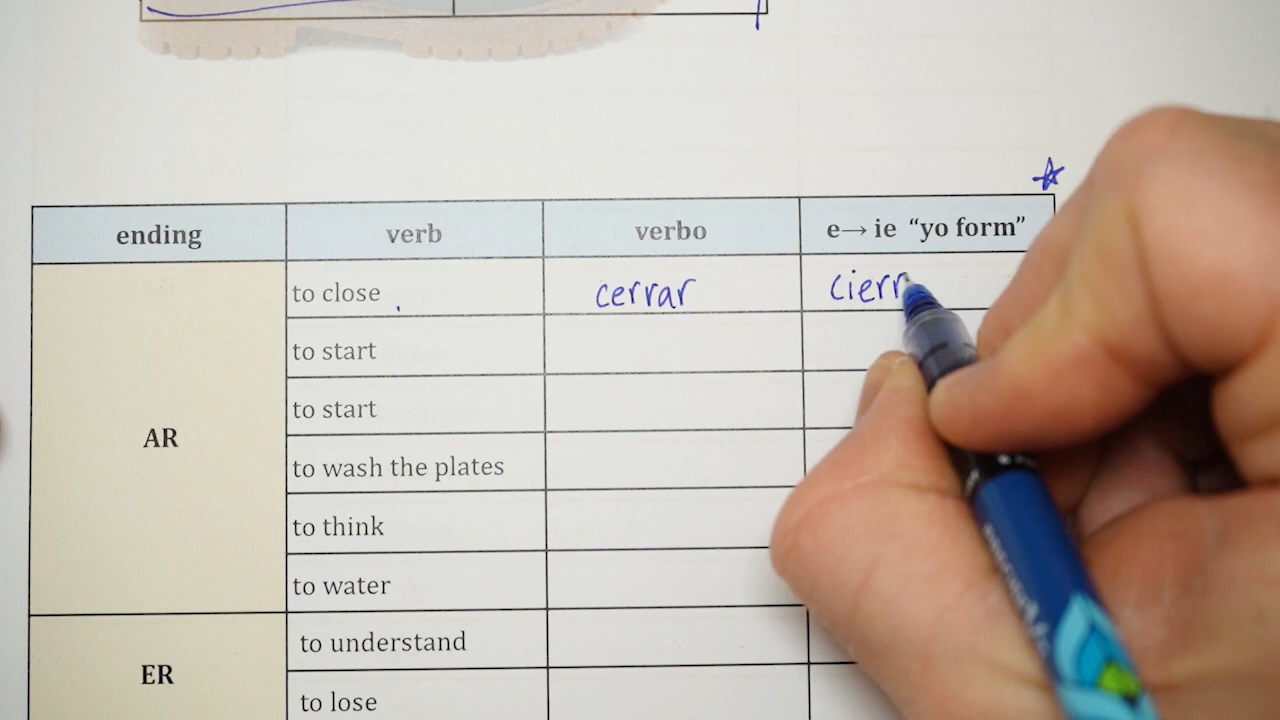 ending verb verbo e→ ie "yo form"
AR
to close cerrar cierr
to start
to start
to wash the plates
to think
to water
ER
to understand
to lose